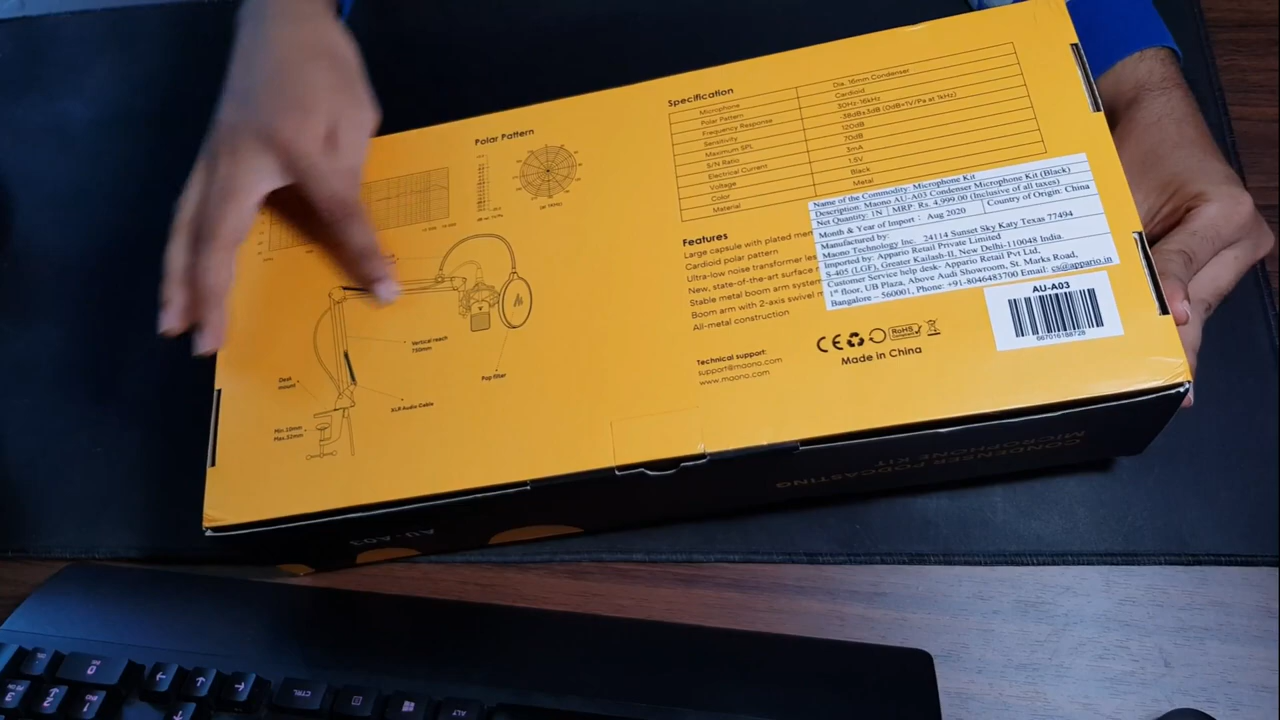 Polar Pattern
Vertical reach
750mm
Desk
mount
Pop filter
XLR Audio Cable
Min.10mm
Specification
Microphone Dia. 16mm Condenser
Polar Pattern Cardioid
Frequency Response 30Hz-16kHz
Sensitivity -38dB±3dB (0dB=1V/Pa at 1kHz)
Maximum SPL 120dB
S/N Ratio 70dB
Electrical Current 3mA
Voltage 1.5V
Color Black
Material Metal
Features
Large capsule with plated
Cardioid polar pattern
Ultra-low noise transformer
New, state-of-the-art surface
Stable metal boom arm system
Boom arm with 2-axis swivel
All-metal construction
Technical support:
support@maono.com
www.maono.com
Name of the Commodity: Microphone Kit
Description: Maono AU-A03 Condenser Microphone Kit (Black)
Net Quantity: 1N MRP: Rs. 4,999.00 (Inclusive of all taxes)
Month & Year of Import : Aug 2020 Country of Origin: China
Manufactured by:
Maono Technology Inc. 24114 Sunset Sky Katy Texas 77494
Imported by: Appario Retail Private Limited
S-405 (LGF), Greater Kailash-II, New Delhi-110048 India
Customer Service help desk- Appario Retail Pvt Ltd,
1st floor, UB Plaza, Above Audi Showroom, St. Marks Road,
Bangalore – 560001, Phone: +91-8046483700 Email: cs@appario.in
CE RoHS
Made in China
AU-A03
CONDENSER PODCASTING
MICROPHONE KIT
AU-A03
0
CTRL
ALT
3
2